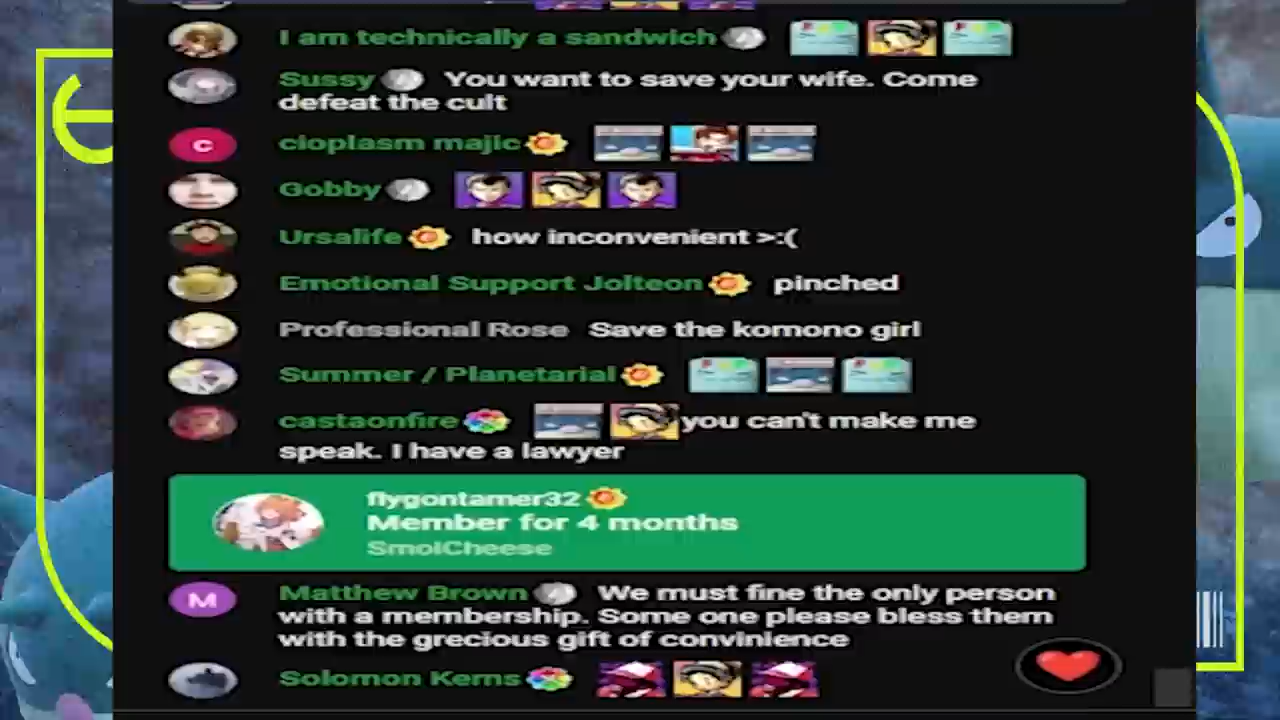 I am technically a sandwich
Sussy You want to save your wife. Come
defeat the cult
c cioplasm majic
Gobby
Ursalife how inconvenient >:(
Emotional Support Jolteon pinched
Professional Rose Save the komono girl
Summer / Planetarial
castaonfire you can't make me
speak. I have a lawyer
flygontamer32
Member for 4 months
SmolCheese
M Matthew Brown We must fine the only person
with a membership. Some one please bless them
with the grecious gift of convinience
Solomon Kerns